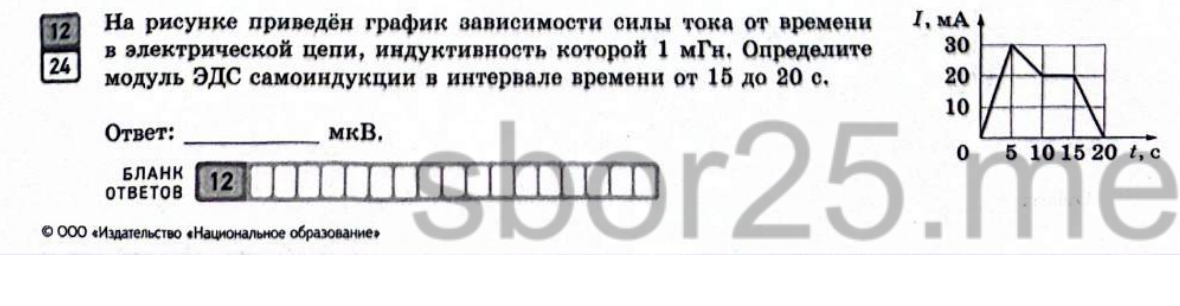 12
24
На рисунке приведён график зависимости силы тока от времени
в электрической цепи, индуктивность которой 1 мГн. Определите
модуль ЭДС самоиндукции в интервале времени от 15 до 20 с.
Ответ: ____________ мкВ.
БЛАНК
ОТВЕТОВ
12
© ООО «Издательство «Национальное образование»
I, мА
30
20
10
0 5 10 15 20 t, с
sbor25.me